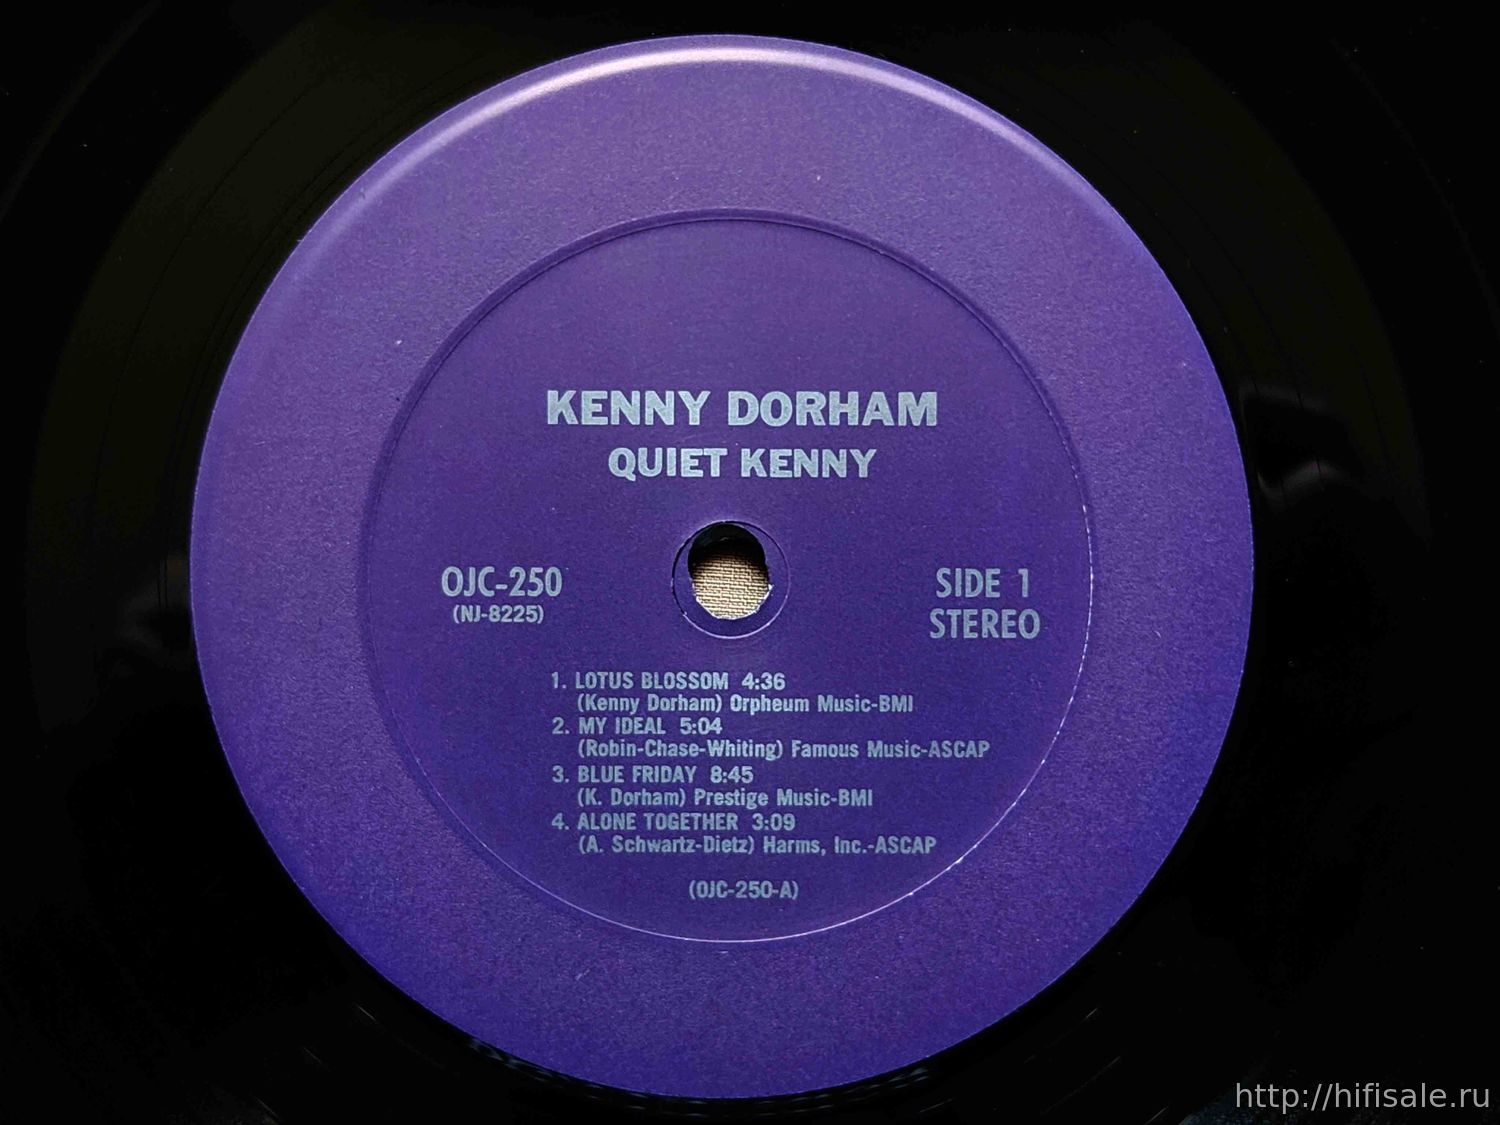 KENNY DORHAM
QUIET KENNY
OJC-250
(NJ-8225)
SIDE 1
STEREO
1. LOTUS BLOSSOM 4:36
(Kenny Dorham) Orpheum Music-BMI
2. MY IDEAL 5:04
(Robin-Chase-Whiting) Famous Music-ASCAP
3. BLUE FRIDAY 8:45
(K. Dorham) Prestige Music-BMI
4. ALONE TOGETHER 3:09
(A. Schwartz-Dietz) Harms, Inc.-ASCAP
(OJC-250-A)
http://hifisale.ru